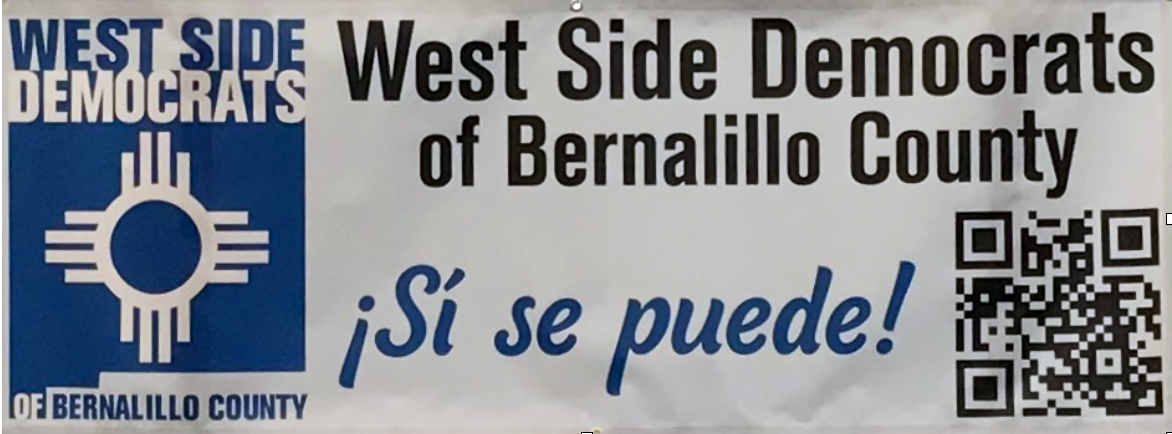 WEST SIDE
DEMOCRATS
OF BERNALILLO COUNTY
West Side Democrats
of Bernalillo County
¡Sí se puede!